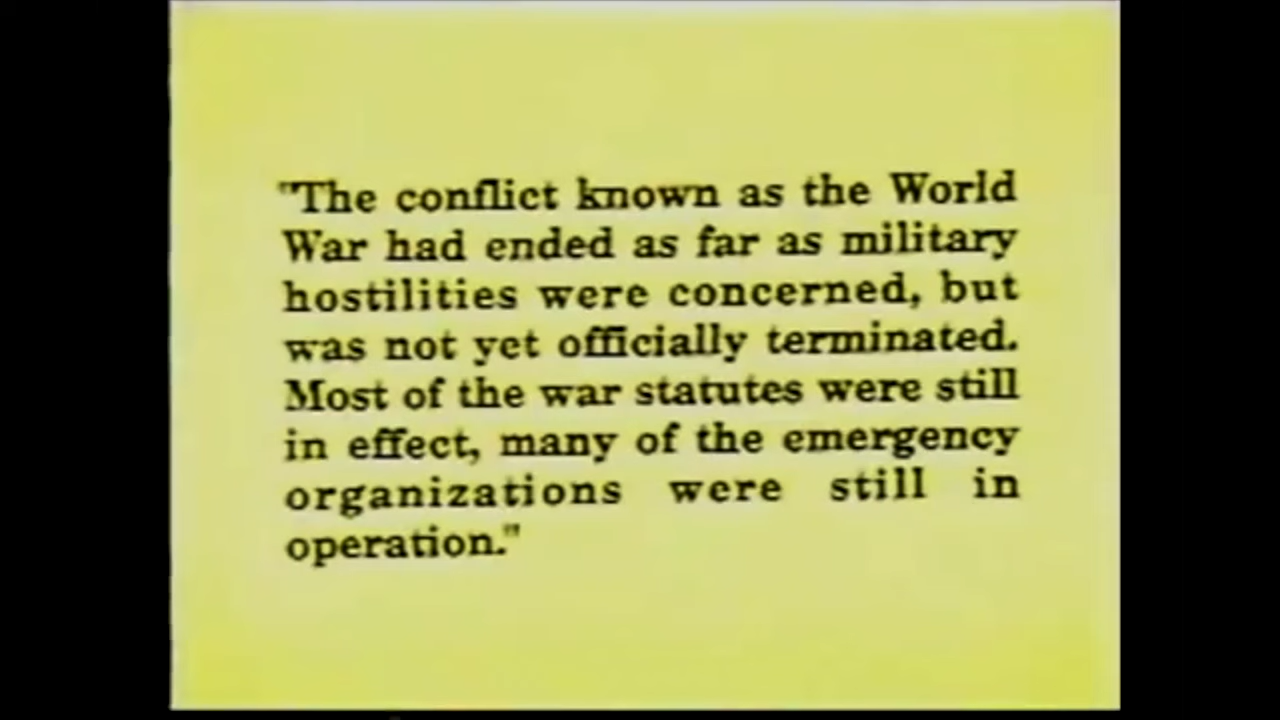 "The conflict known as the World
War had ended as far as military
hostilities were concerned, but
was not yet officially terminated.
Most of the war statutes were still
in effect, many of the emergency
organizations were still in
operation."